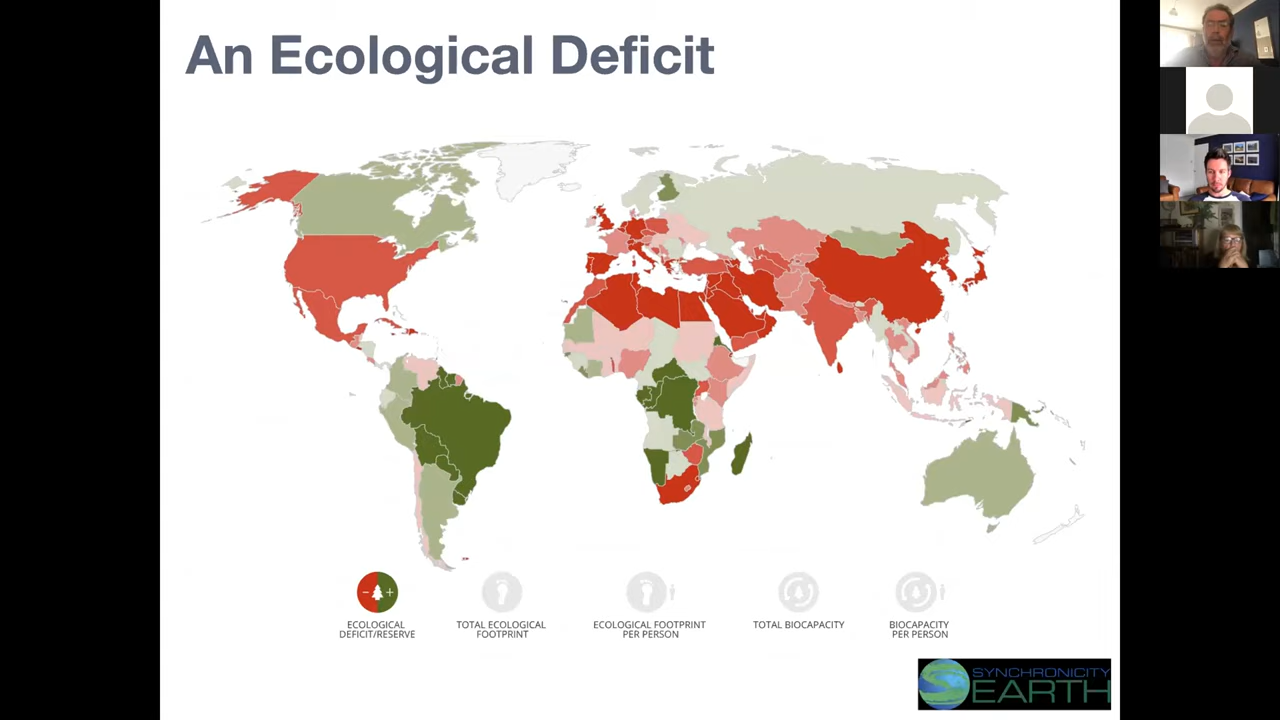 An Ecological Deficit
ECOLOGICAL
DEFICIT/RESERVE
TOTAL ECOLOGICAL
FOOTPRINT
ECOLOGICAL FOOTPRINT
PER PERSON
TOTAL BIOCAPACITY
BIOCAPACITY
PER PERSON
SYNCHRONICITY
EARTH